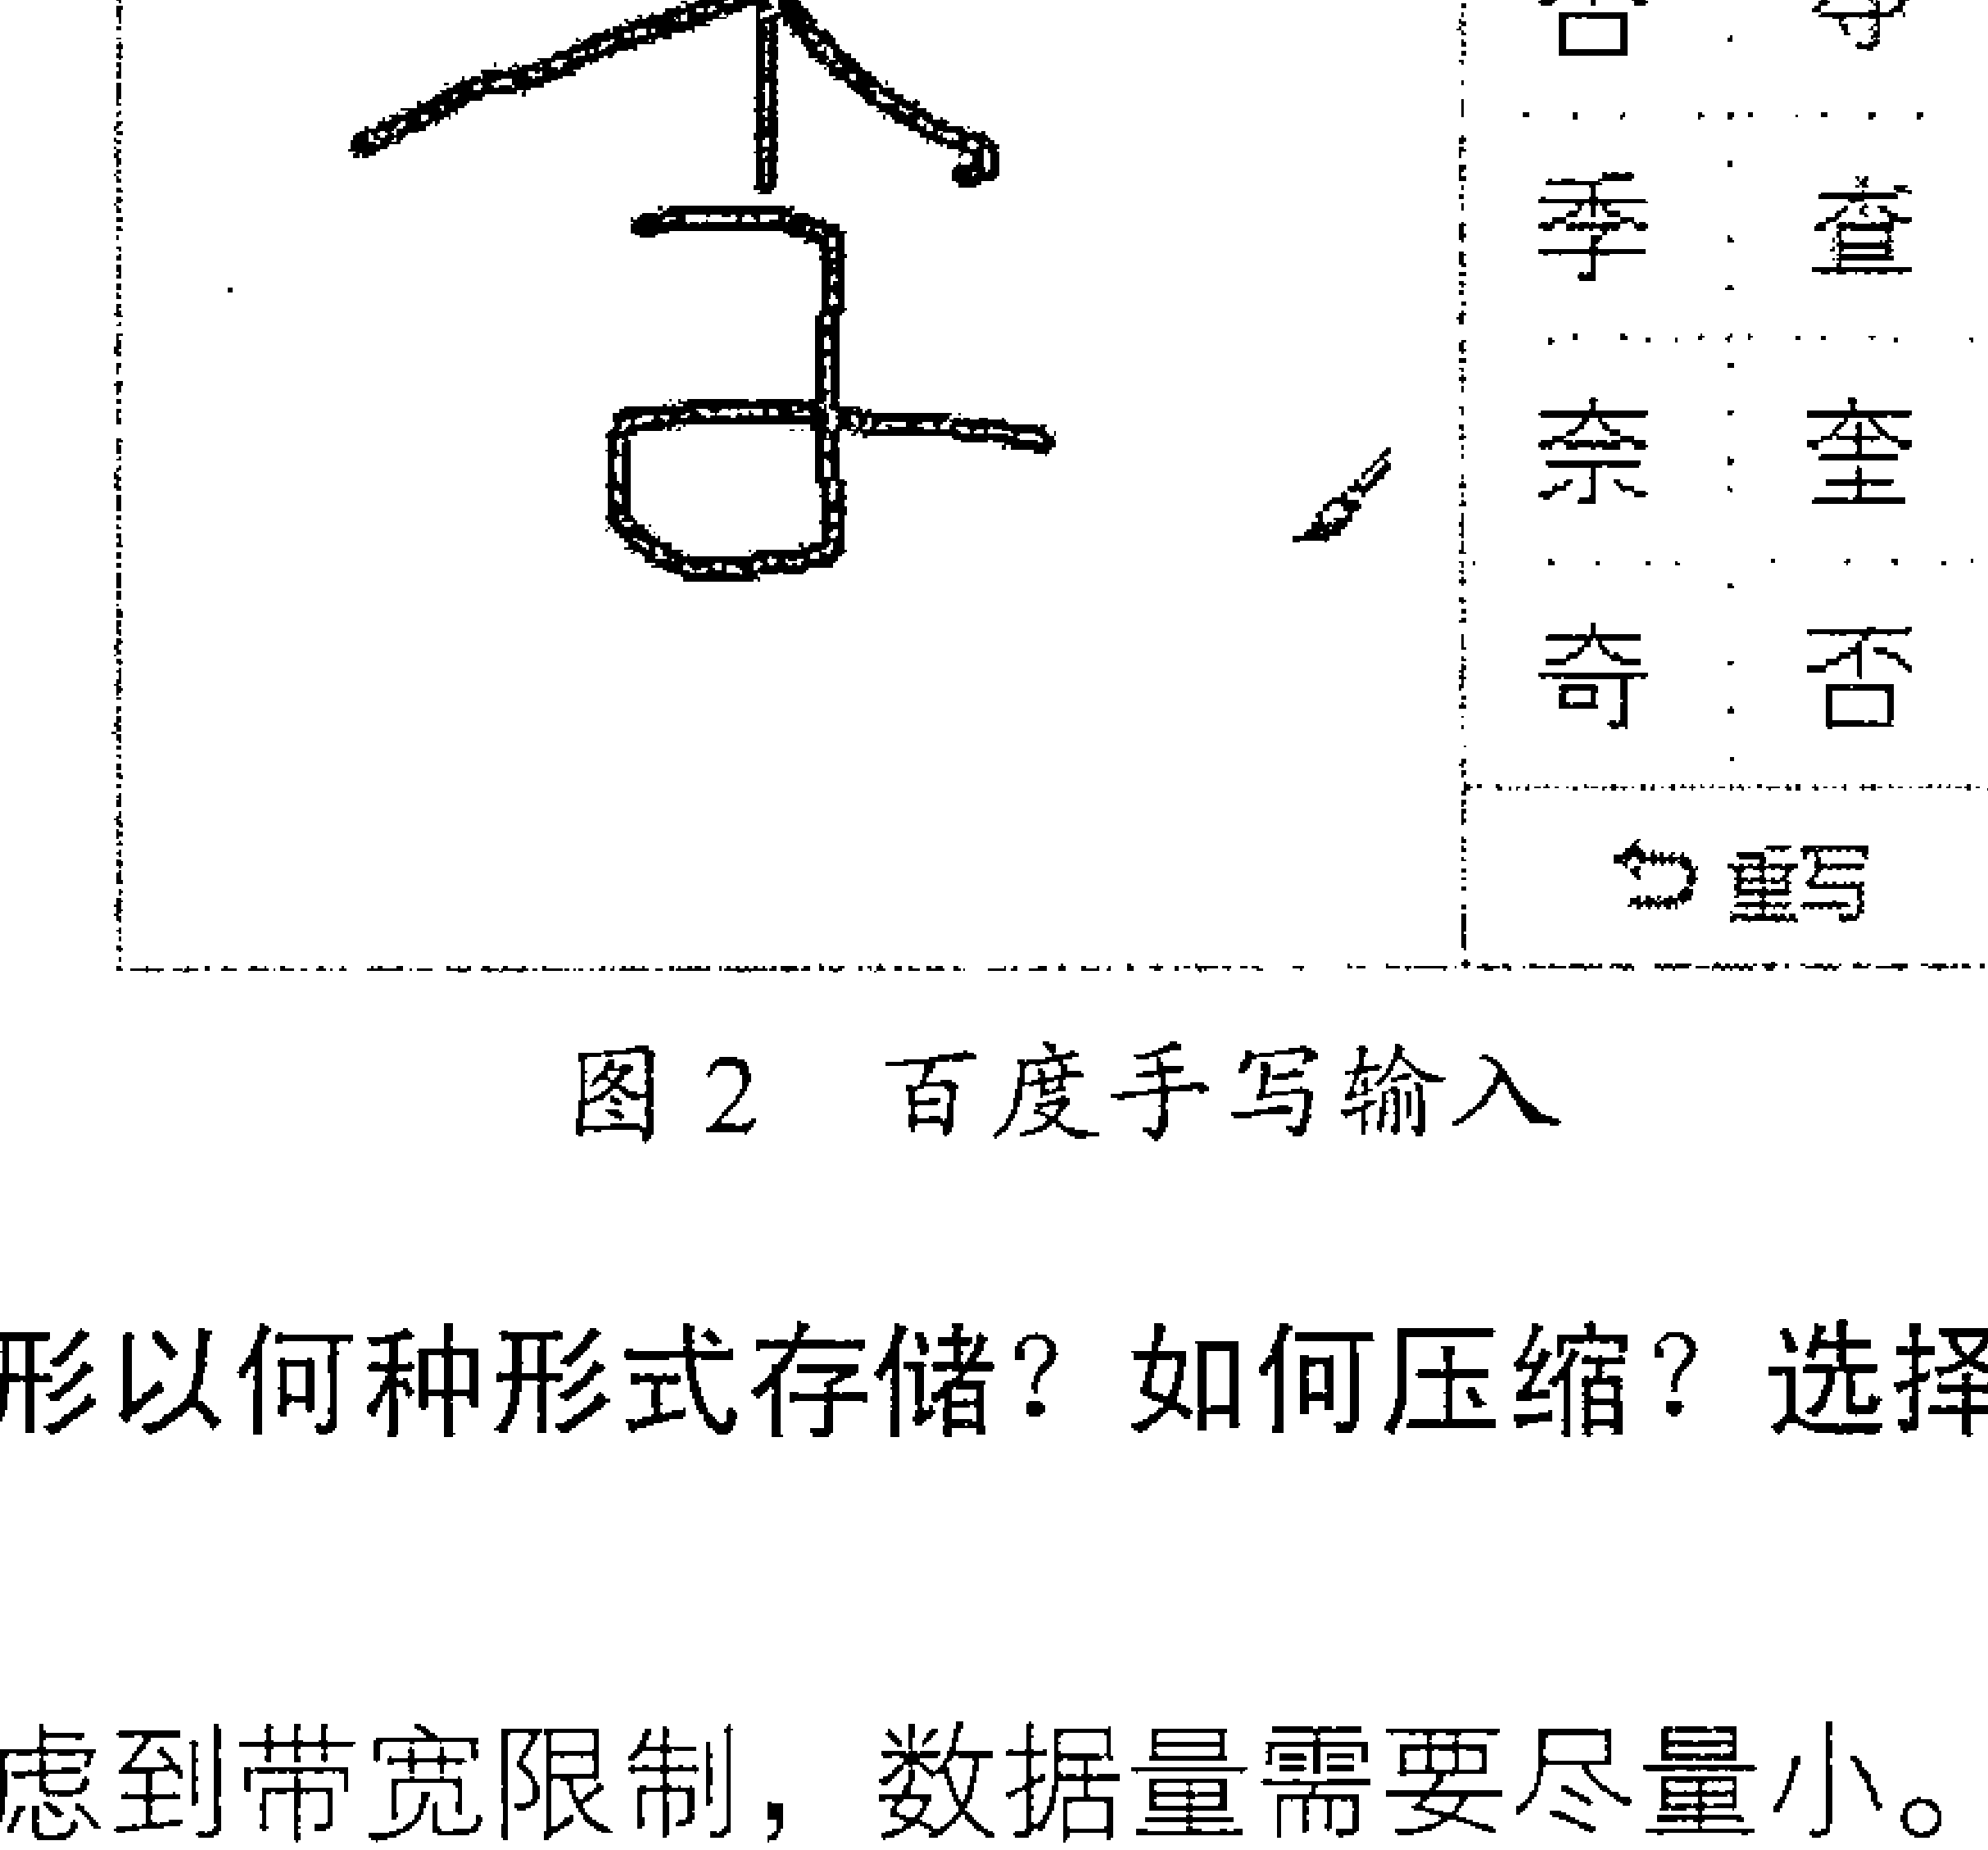 季 查
奈 奎
奇 否
重写
图2 百度手写输入
形以何种形式存储？如何压缩？选择
虑到带宽限制，数据量需要尽量小。